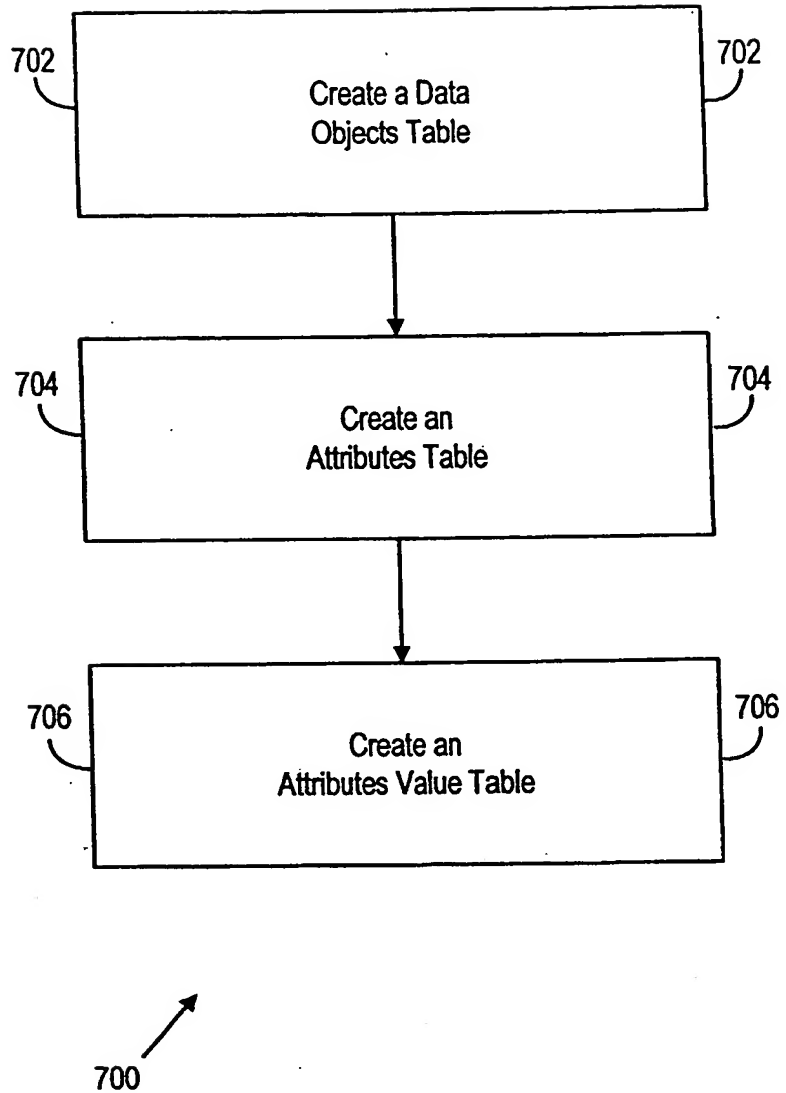 702
702
Create a Data
Objects Table
704
704
Create an
Attributes Table
706
706
Create an
Attributes Value Table
700